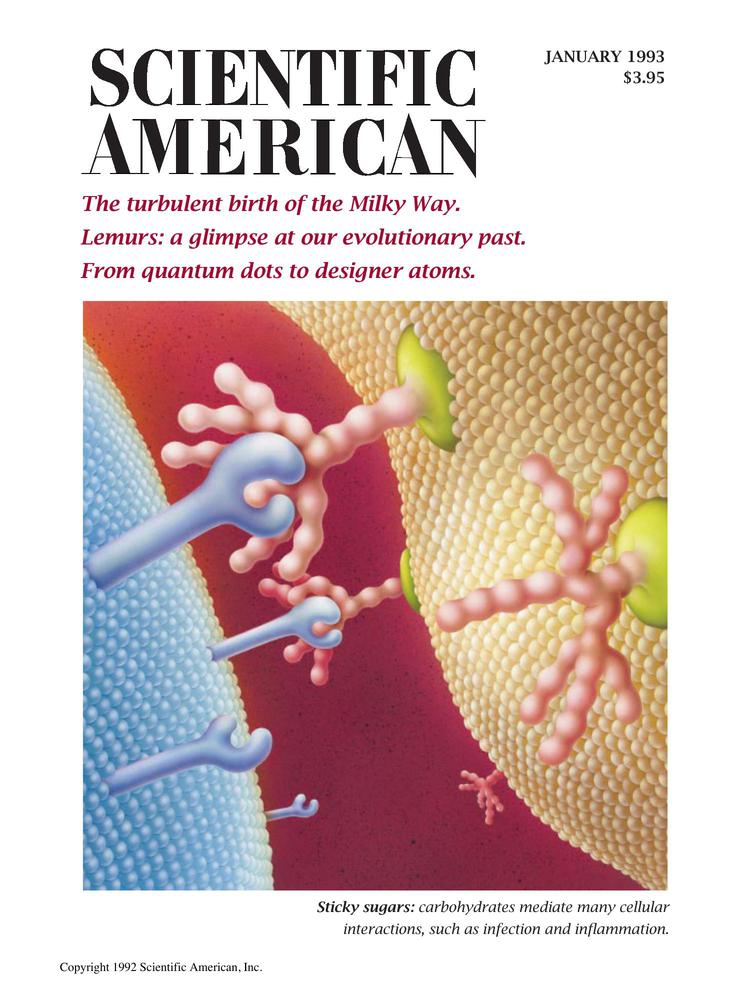 SCIENTIFIC
AMERICAN
JANUARY 1993
$3.95
The turbulent birth of the Milky Way.
Lemurs: a glimpse at our evolutionary past.
From quantum dots to designer atoms.
Sticky sugars: carbohydrates mediate many cellular
interactions, such as infection and inflammation.
Copyright 1992 Scientific American, Inc.